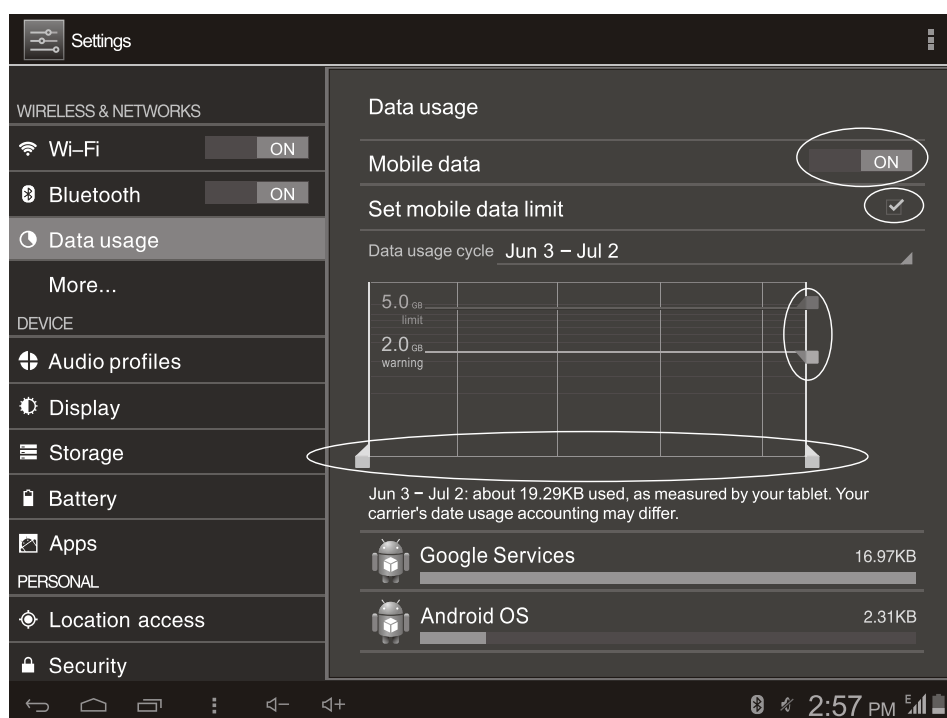 Settings
WIRELESS & NETWORKS
Wi–Fi ON
Bluetooth ON
Data usage
More...
DEVICE
Audio profiles
Display
Storage
Battery
Apps
PERSONAL
Location access
Security
Data usage
Mobile data ON
Set mobile data limit
Data usage cycle Jun 3 – Jul 2
5.0 GB
limit
2.0 GB
warning
Jun 3 – Jul 2: about 19.29KB used, as measured by your tablet. Your
carrier's date usage accounting may differ.
Google Services 16.97KB
Android OS 2.31KB
2:57 PM E